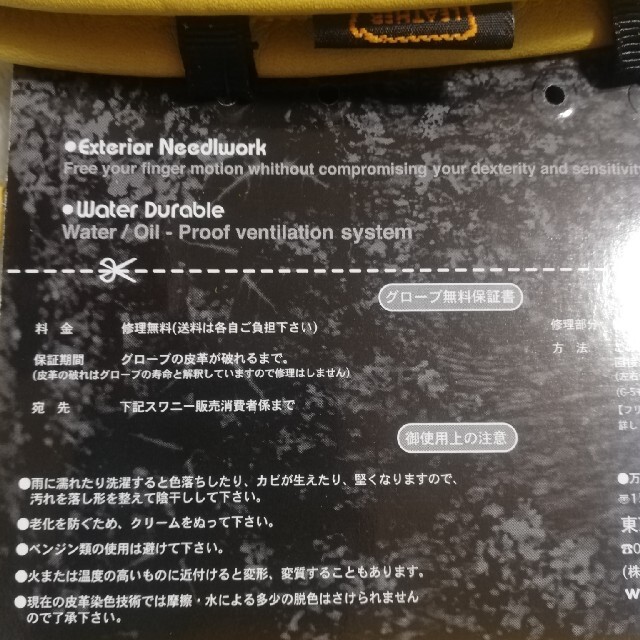 LEATHER
●Exterior Needlwork
Free your finger motion whithout compromising your dexterity and sensitivity
●Water Durable
Water / Oil - Proof ventilation system
グローブ無料保証書
料 金 修理無料(送料は各自ご負担下さい)
修理部分
保証期間 グローブの皮革が破れるまで。
方 法
(皮革の破れはグローブの寿命と解釈していますので修理はしません)
宛 先 下記スワニー販売消費者係まで
御使用上の注意
●雨に濡れたり洗濯すると色落ちしたり、カビが生えたり、堅くなりますので、
汚れを落し形を整えて陰干しして下さい。
●老化を防ぐため、クリームをぬって下さい。
●ベンジン類の使用は避けて下さい。
●火または温度の高いものに近付けると変形、変質することもあります。
●現在の皮革染色技術では摩擦・水による多少の脱色はさけられません
ので了承下さい。
●万
〒1
東
☎0
(株
w